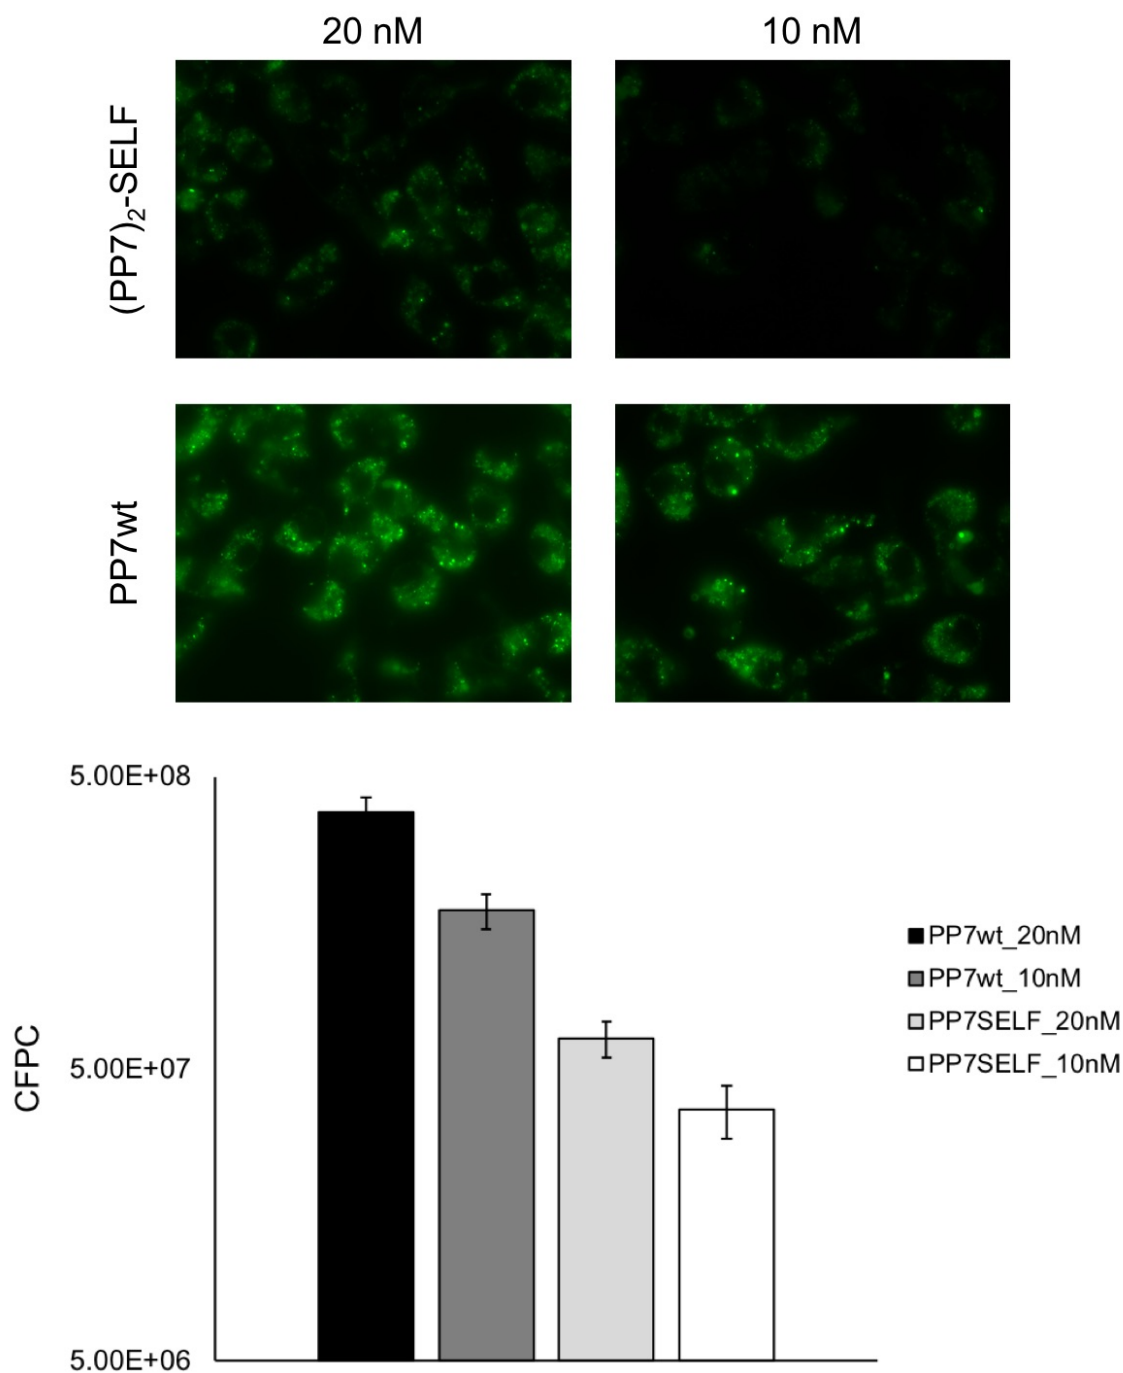 20 nM
10 nM
(PP7)₂-SELF
PP7wt
5.00E+08
5.00E+07
5.00E+06
CFPC
PP7wt_20nM
PP7wt_10nM
PP7SELF_20nM
PP7SELF_10nM